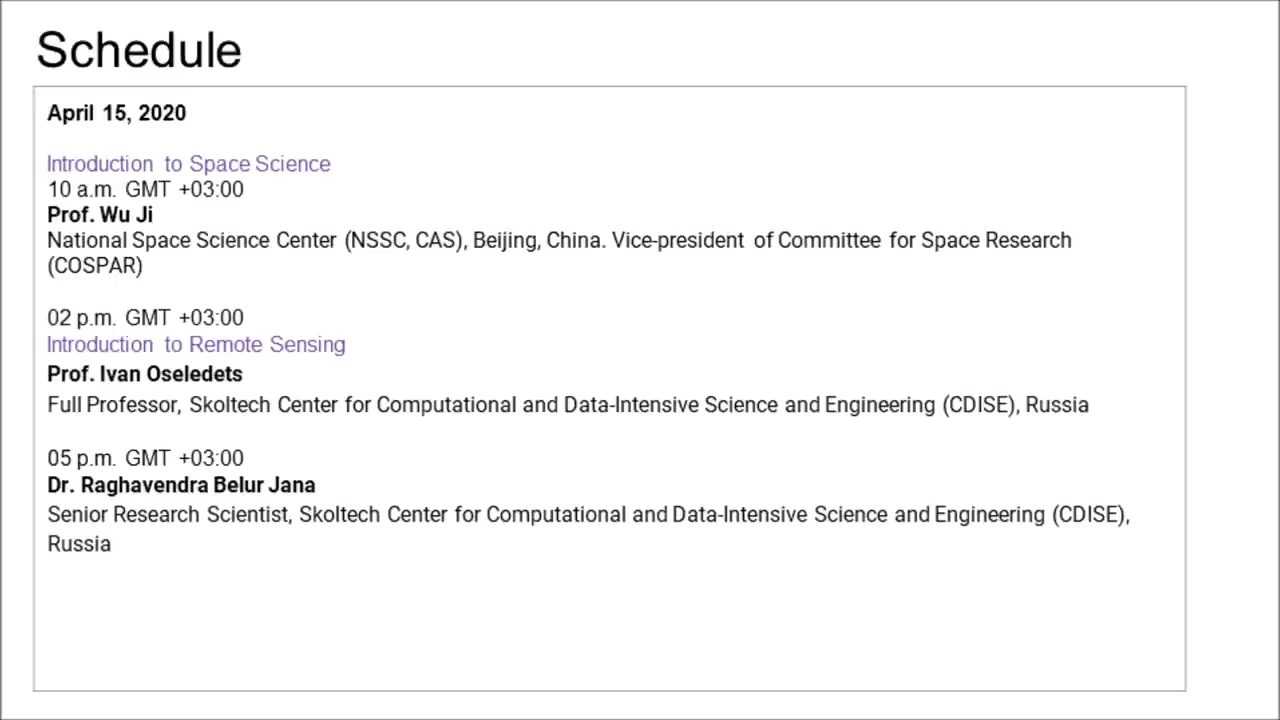 Schedule
April 15, 2020
Introduction to Space Science
10 a.m. GMT +03:00
Prof. Wu Ji
National Space Science Center (NSSC, CAS), Beijing, China. Vice-president of Committee for Space Research
(COSPAR)
02 p.m. GMT +03:00
Introduction to Remote Sensing
Prof. Ivan Oseledets
Full Professor, Skoltech Center for Computational and Data-Intensive Science and Engineering (CDISE), Russia
05 p.m. GMT +03:00
Dr. Raghavendra Belur Jana
Senior Research Scientist, Skoltech Center for Computational and Data-Intensive Science and Engineering (CDISE),
Russia